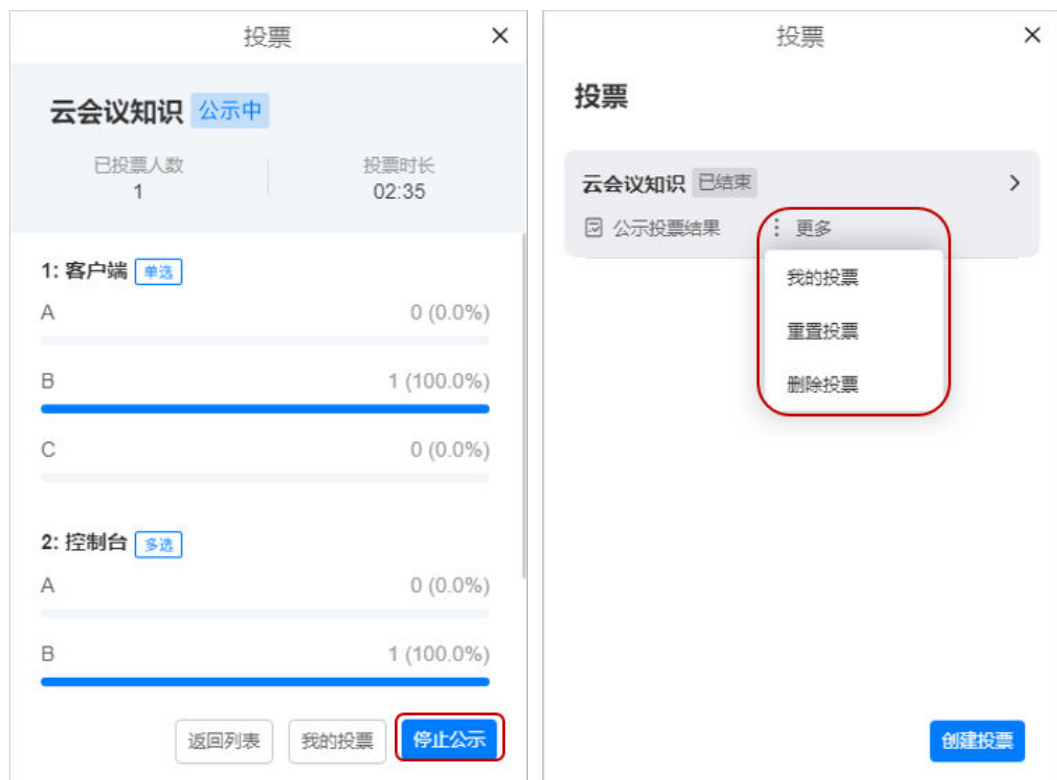 投票
云会议知识 公示中
已投票人数 投票时长
1 02:35
1: 客户端 单选
A 0 (0.0%)
B 1 (100.0%)
C 0 (0.0%)
2: 控制台 多选
A 0 (0.0%)
B 1 (100.0%)
返回列表 我的投票 停止公示
投票
投票
云会议知识 已结束
公示投票结果 更多
我的投票
重置投票
删除投票
创建投票